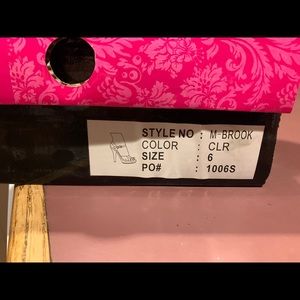 STYLE NO : M-BROOK
COLOR : CLR
SIZE : 6
PO# : 1006S